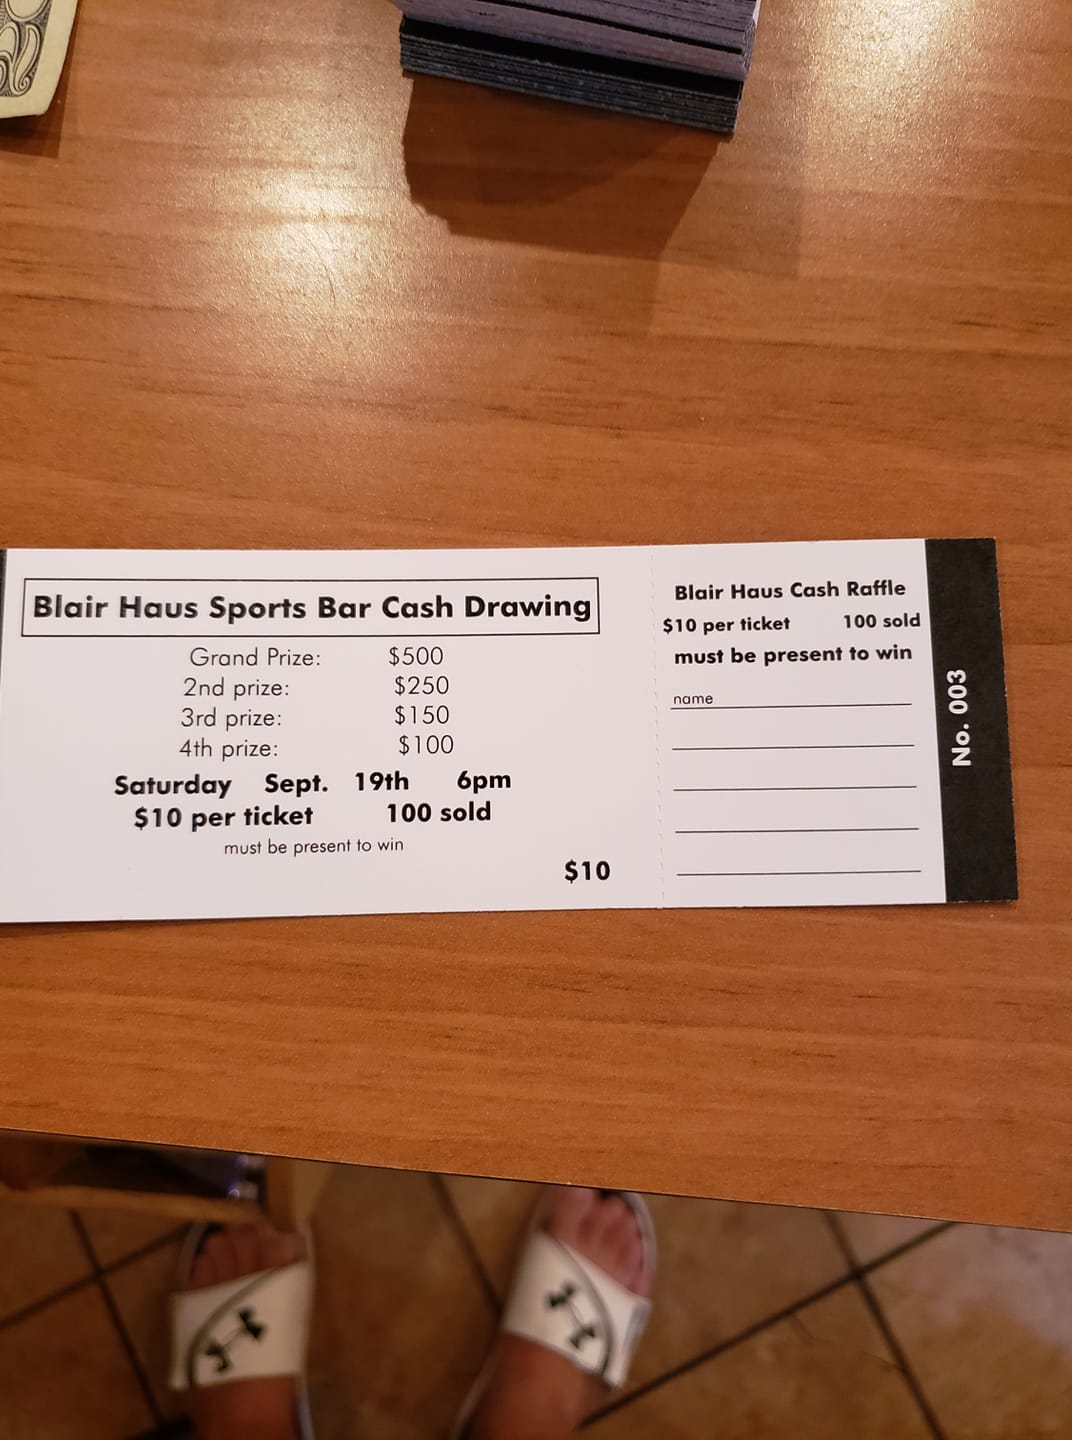 Blair Haus Sports Bar Cash Drawing
Grand Prize: $500
2nd prize: $250
3rd prize: $150
4th prize: $100
Saturday Sept. 19th 6pm
$10 per ticket 100 sold
must be present to win
$10
Blair Haus Cash Raffle
$10 per ticket 100 sold
must be present to win
name
No. 003